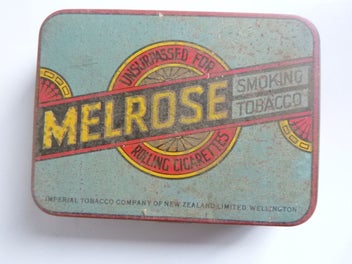 UNSURPASSED FOR
MELROSE
SMOKING
TOBACCO
ROLLING CIGARETTES
IMPERIAL TOBACCO COMPANY OF NEW ZEALAND LIMITED. WELLINGTON